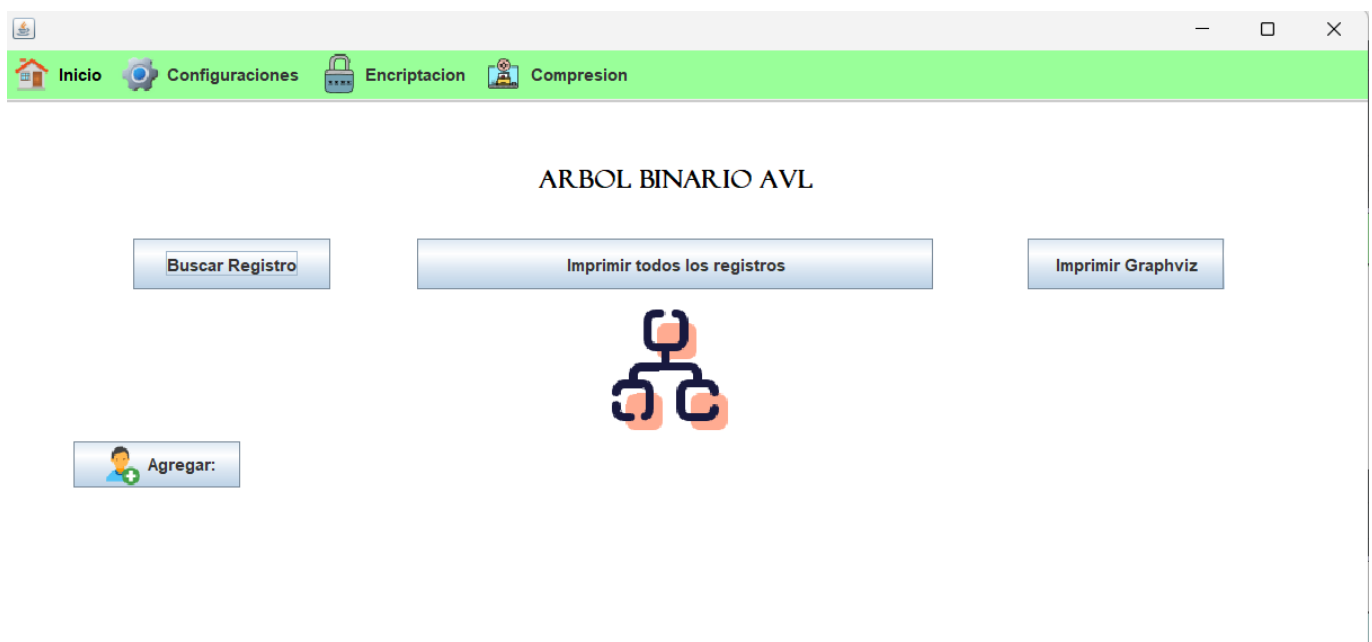 Inicio Configuraciones Encriptacion Compresion
ARBOL BINARIO AVL
Buscar Registro Imprimir todos los registros Imprimir Graphviz
Agregar: